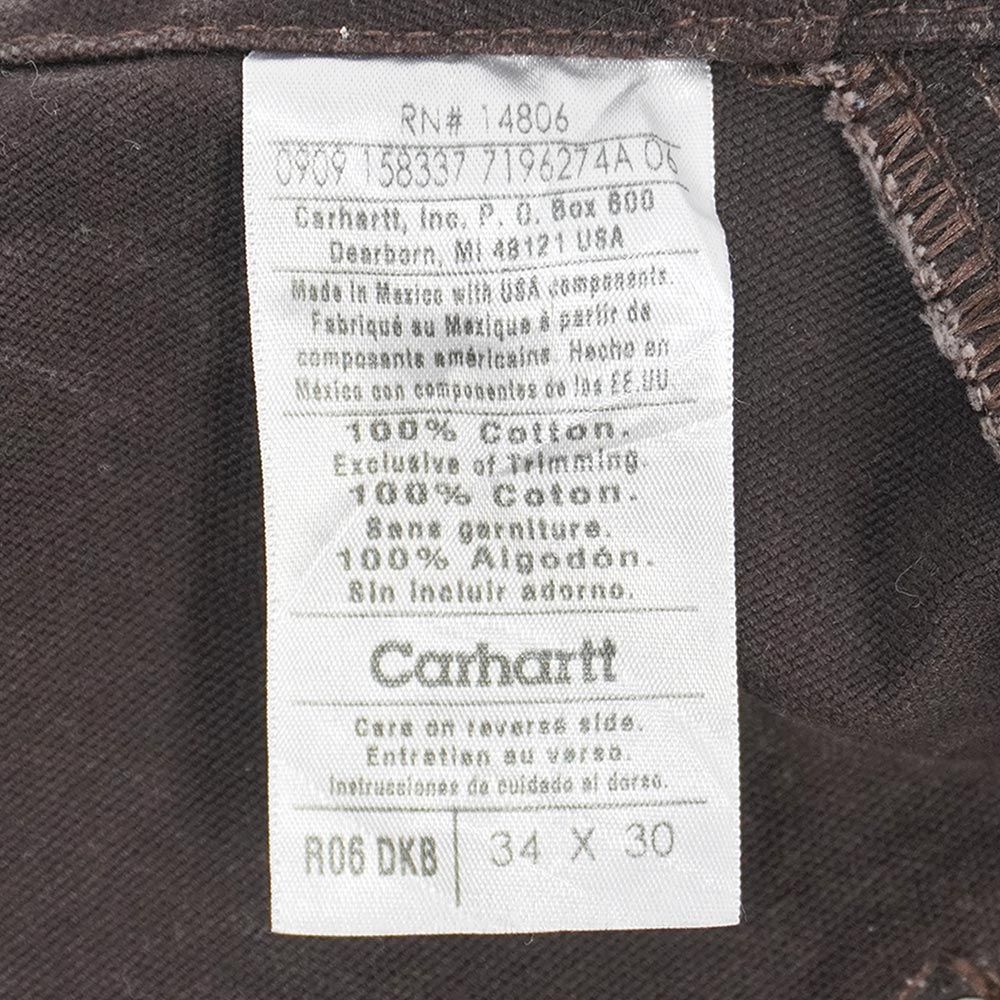 RN# 14806
0909 158337 7196274A 06
Carhartt, Inc. P. O. Box 600
Dearborn, MI 48121 USA
Made in Mexico with USA components.
Fabriqué au Mexique à partir de
composants américains. Hecho en
México con componentes de los EE.UU.
100% Cotton.
Exclusive of Trimming.
100% Coton.
Sans garniture.
100% Algodón.
Sin incluir adorno.
Carhartt
Care on reverse side.
Entretien au verso.
Instrucciones de cuidado al dorso.
R06 DKB 34 X 30